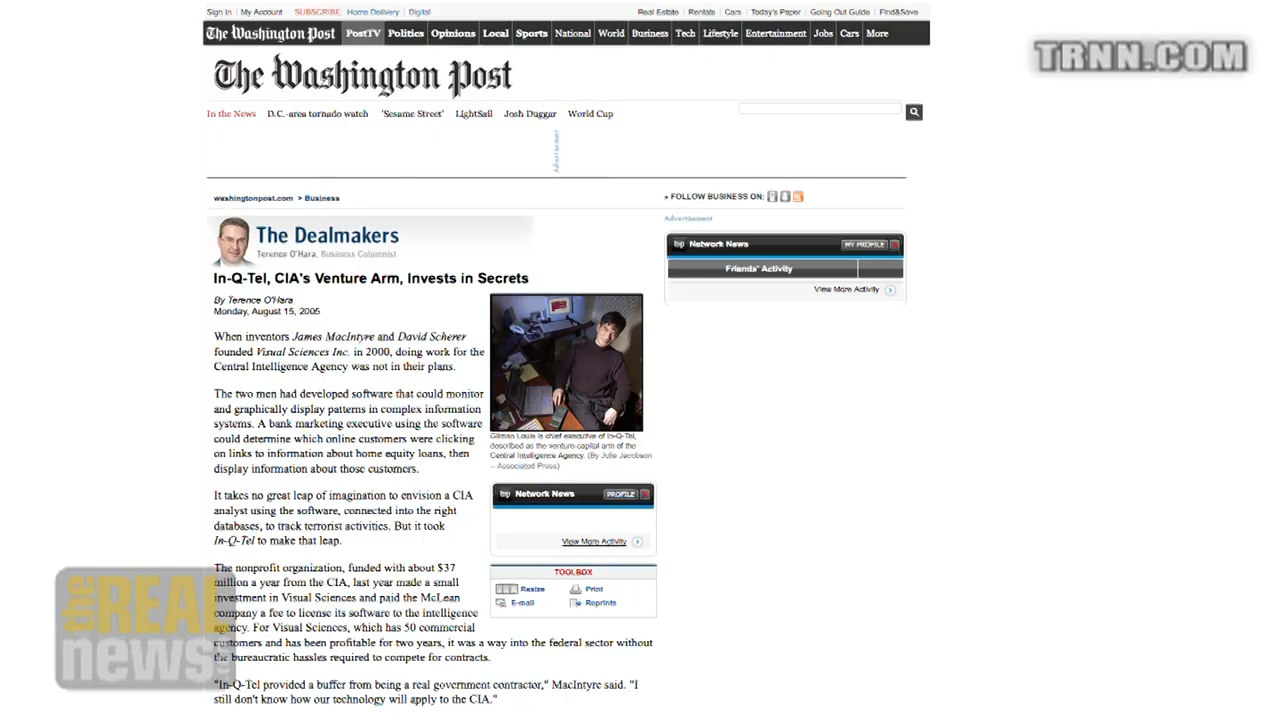 Sign In My Account SUBSCRIBE Home Delivery Digital Real Estate Rentals Cars Today's Paper Going Out Guide Find&Save
The Washington Post PostTV Politics Opinions Local Sports National World Business Tech Lifestyle Entertainment Jobs Cars More
TRNN.COM
The Washington Post
In the News D.C.-area tornado watch 'Sesame Street' LightSail Josh Duggar World Cup
Advertisement
washingtonpost.com > Business
» FOLLOW BUSINESS ON:
Advertisement
The Dealmakers
Terence O'Hara, Business Columnist
Network News MY PROFILE X
Friends' Activity
View More Activity
In-Q-Tel, CIA's Venture Arm, Invests in Secrets
By Terence O'Hara
Monday, August 15, 2005
When inventors James MacIntyre and David Scherer
founded Visual Sciences Inc. in 2000, doing work for the
Central Intelligence Agency was not in their plans.
The two men had developed software that could monitor
and graphically display patterns in complex information
systems. A bank marketing executive using the software
could determine which online customers were clicking
on links to information about home equity loans, then
display information about those customers.
It takes no great leap of imagination to envision a CIA
analyst using the software, connected into the right
databases, to track terrorist activities. But it took
In-Q-Tel to make that leap.
The nonprofit organization, funded with about $37
million a year from the CIA, last year made a small
investment in Visual Sciences and paid the McLean
company a fee to license its software to the intelligence
agency. For Visual Sciences, which has 50 commercial
customers and has been profitable for two years, it was a way into the federal sector without
the bureaucratic hassles required to compete for contracts.
"In-Q-Tel provided a buffer from being a real government contractor," MacIntyre said. "I
still don't know how our technology will apply to the CIA."
Gilman Louie is chief executive of In-Q-Tel,
described as the venture-capital arm of the
Central Intelligence Agency. (By Julie Jacobson
-- Associated Press)
Network News PROFILE X
View More Activity
TOOLBOX
Resize Print
E-mail Reprints
the REAL
news